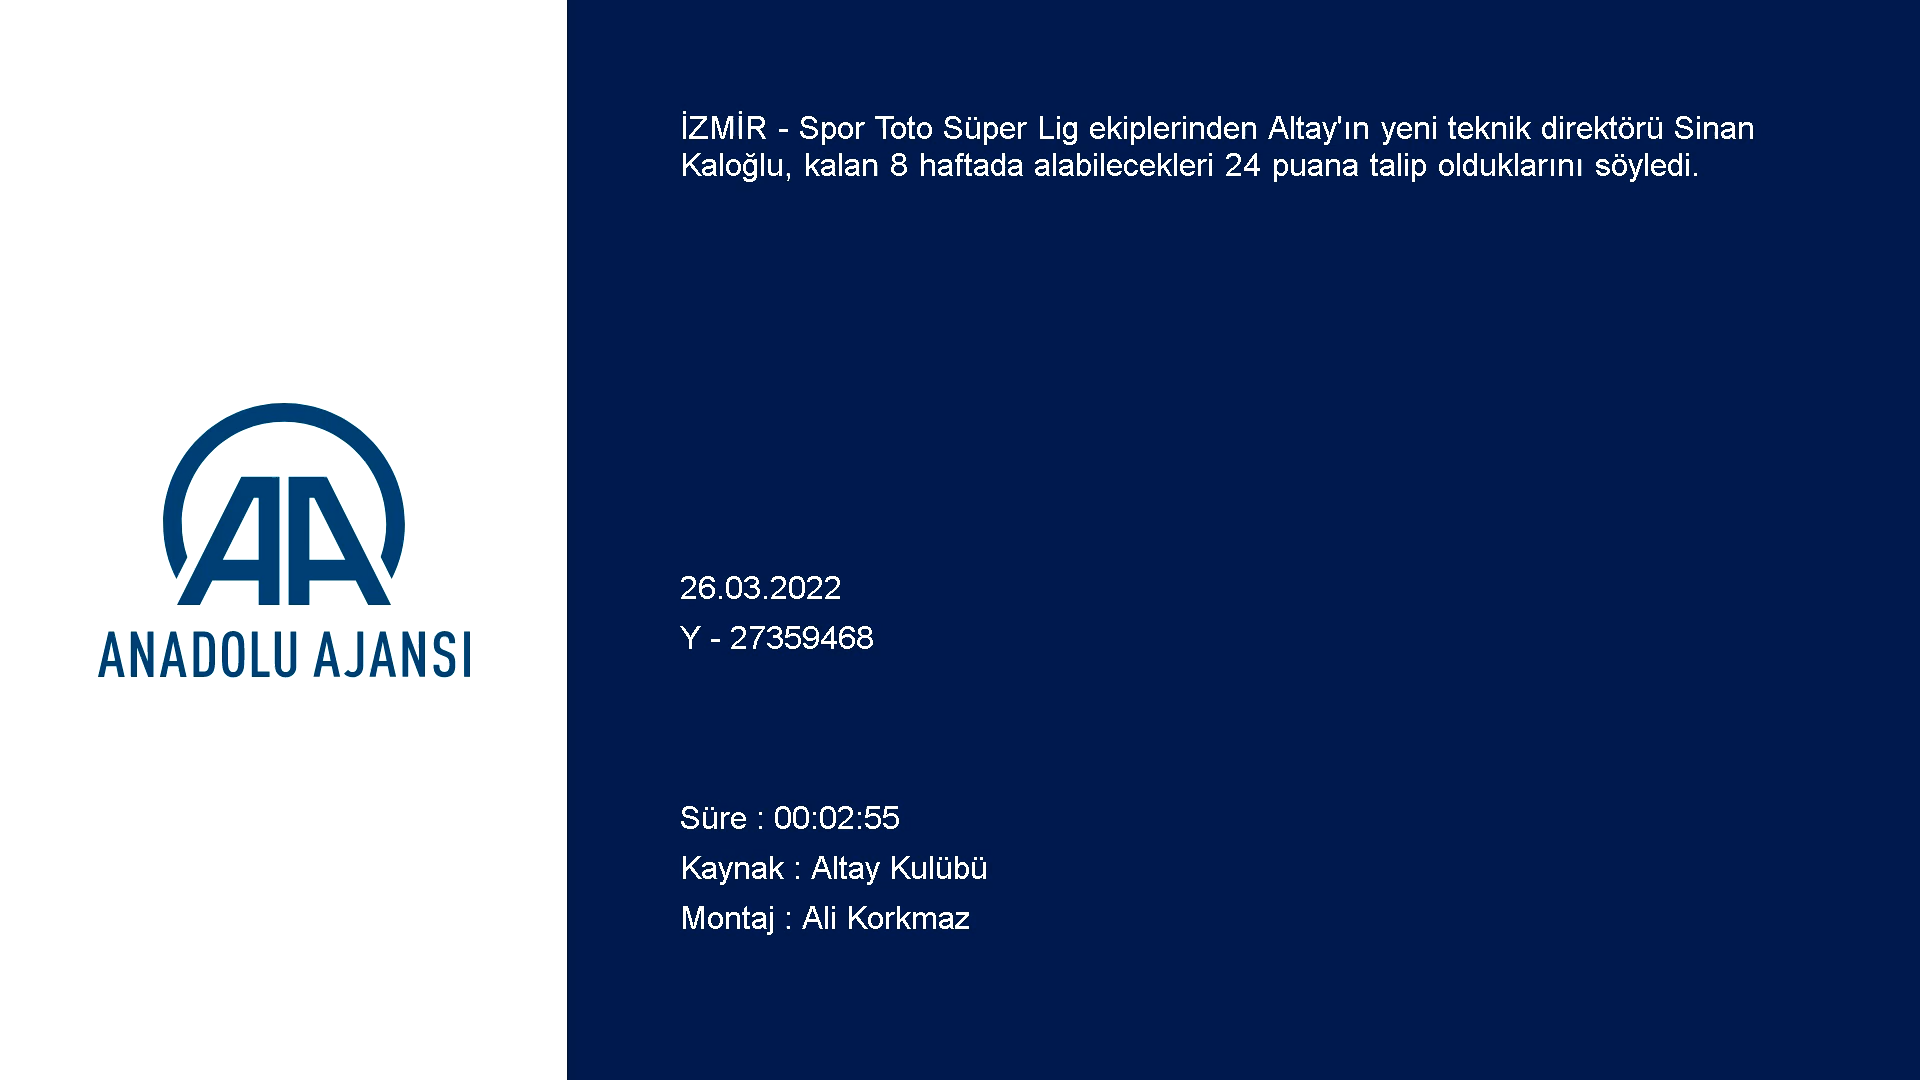 İZMİR - Spor Toto Süper Lig ekiplerinden Altay'ın yeni teknik direktörü Sinan
Kaloğlu, kalan 8 haftada alabilecekleri 24 puana talip olduklarını söyledi.
AA
ANADOLU AJANSI
26.03.2022
Y - 27359468
Süre : 00:02:55
Kaynak : Altay Kulübü
Montaj : Ali Korkmaz